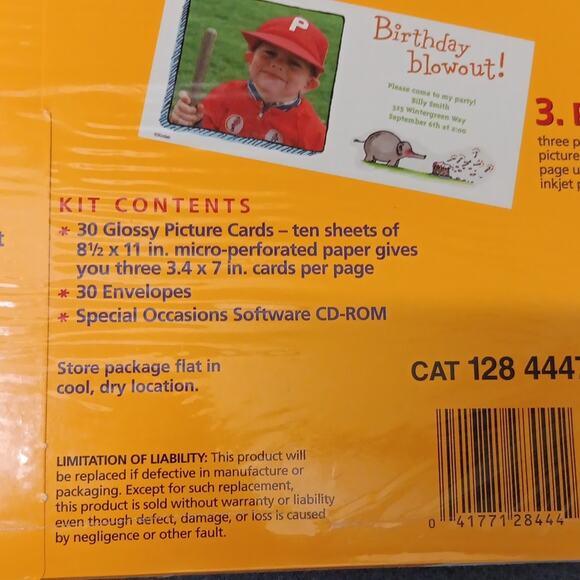 P
Birthday
blowout!
Please come to my party!
Billy Smith
325 Wintergreen Way
September 6th at 2:00
3.
three
picture
page
inkjet
KIT CONTENTS
* 30 Glossy Picture Cards – ten sheets of
8½ x 11 in. micro-perforated paper gives
you three 3.4 x 7 in. cards per page
* 30 Envelopes
* Special Occasions Software CD-ROM
Store package flat in
cool, dry location.
CAT 128 4447
LIMITATION OF LIABILITY: This product will
be replaced if defective in manufacture or
packaging. Except for such replacement,
this product is sold without warranty or liability
even though defect, damage, or loss is caused
by negligence or other fault.
0 41771 28444